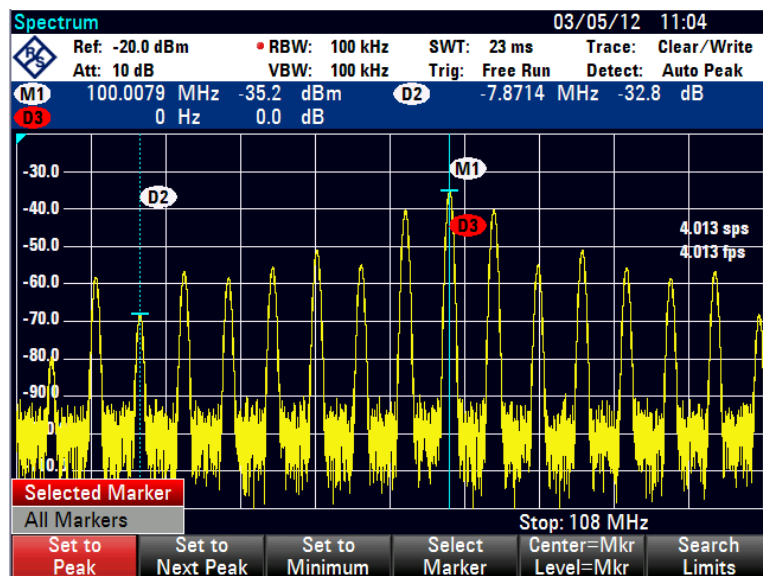 Spectrum 03/05/12 11:04
R&S Ref: -20.0 dBm RBW: 100 kHz SWT: 23 ms Trace: Clear/Write
Att: 10 dB VBW: 100 kHz Trig: Free Run Detect: Auto Peak
M1 100.0079 MHz -35.2 dBm D2 -7.8714 MHz -32.8 dB
D3 0 Hz 0.0 dB
-30.0
M1
D2
-40.0
D3
4.013 sps
-50.0
4.013 fps
-60.0
-70.0
-80.0
-90.0
Selected Marker
All Markers
Stop: 108 MHz
Set to Peak
Set to Next Peak
Set to Minimum
Select Marker
Center=Mkr Level=Mkr
Search Limits